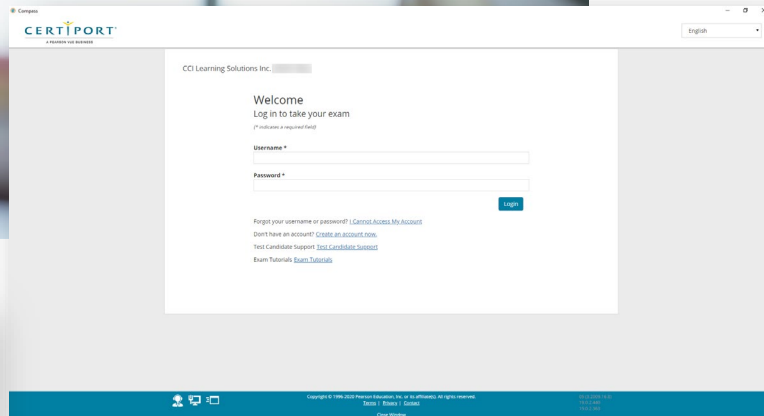 Compass
CERTIPORT
A PEARSON VUE BUSINESS
English
CCI Learning Solutions Inc.
Welcome
Log in to take your exam
(* indicates a required field)
Username *
Password *
Login
Forgot your username or password? I Cannot Access My Account
Don't have an account? Create an account now.
Test Candidate Support Test Candidate Support
Exam Tutorials Exam Tutorials
Copyright © 1996-2020 Pearson Education, Inc. or its affiliate(s). All rights reserved.
Terms | Privacy | Contact
Close Window